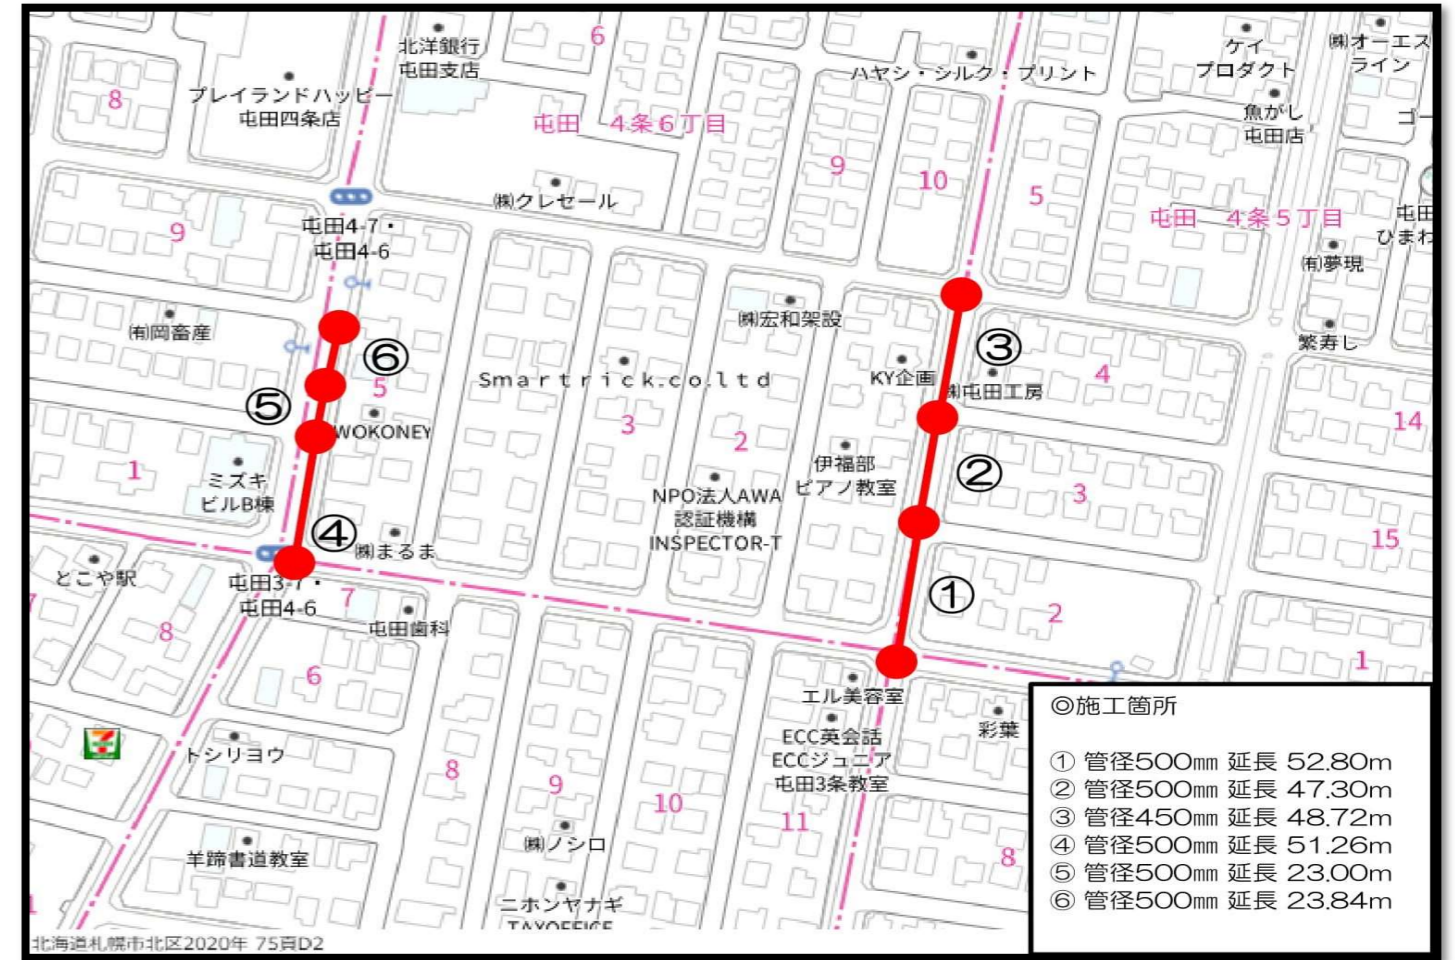 北洋銀行
屯田支店
6
ハヤシ・シルク・プリント
ケイ
プロダクト
㈱オーエス
ライン
8
プレイランドハッピー
屯田四条店
屯田 4条6丁目
魚がし
屯田店
ゴー
9
10
5
㈱クレセール
屯田 4条5丁目
屯田
ひまわ
9
屯田4-7・
屯田4-6
㈲夢現
㈲岡畜産
㈱宏和架設
繁寿し
⑥
③
5
Smartrick.co.ltd
KY企画
㈱屯田工房
4
⑤
WOKONEY
3
2
14
1
ミズキ
ビルB棟
伊福部
ピアノ教室
②
3
NPO法人AWA
認証機構
INSPECTOR-T
④
㈱まるま
15
とこや駅
屯田3-7・
屯田4-6
7
屯田歯科
①
2
7
8
6
1
エル美容室
彩葉
トシリヨウ
ECC英会話
ECCジュニア
屯田3条教室
8
9
10
11
8
羊蹄書道教室
㈱ノシロ
ニホンヤナギ
TAXOFFICE
1
北海道札幌市北区2020年 75頁D2
◎施工箇所
① 管径500㎜ 延長 52.80m
② 管径500㎜ 延長 47.30m
③ 管径450㎜ 延長 48.72m
④ 管径500㎜ 延長 51.26m
⑤ 管径500㎜ 延長 23.00m
⑥ 管径500㎜ 延長 23.84m